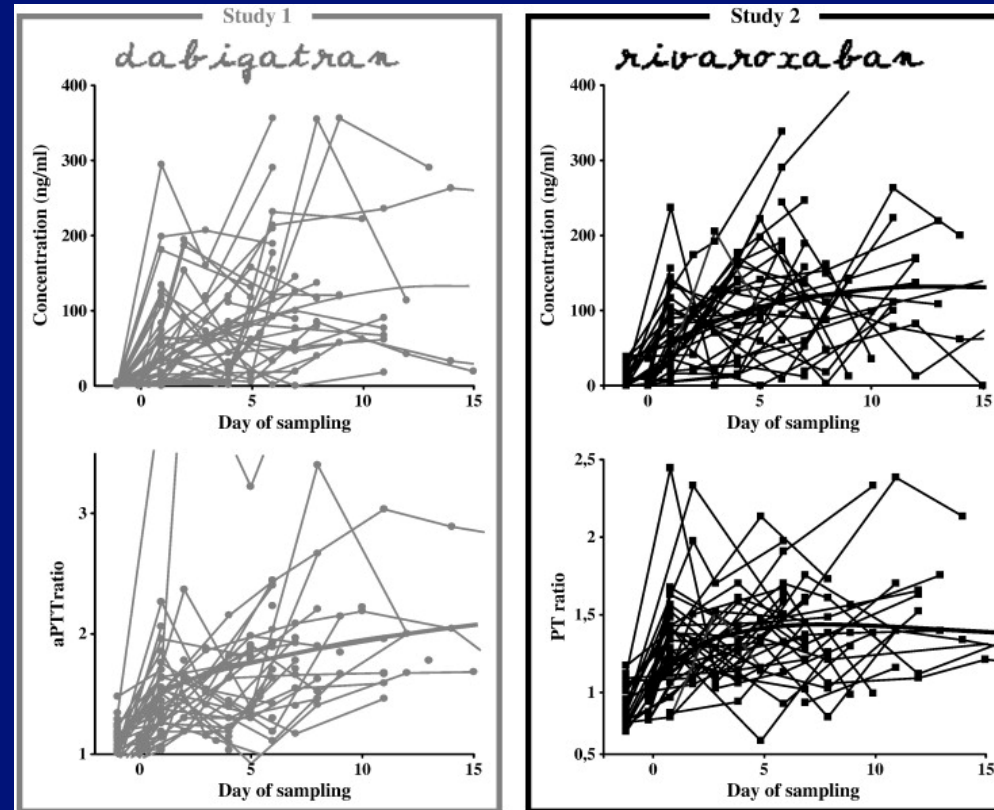 Study 1
dabigatran
Concentration (ng/ml)
400
300
200
100
0
0 5 10 15
Day of sampling
aPTTratio
3
2
1
0 5 10 15
Day of sampling
Study 2
rivaroxaban
Concentration (ng/ml)
400
300
200
100
0
0 5 10 15
Day of sampling
PT ratio
2,5
2
1,5
1
0,5
0 5 10 15
Day of sampling